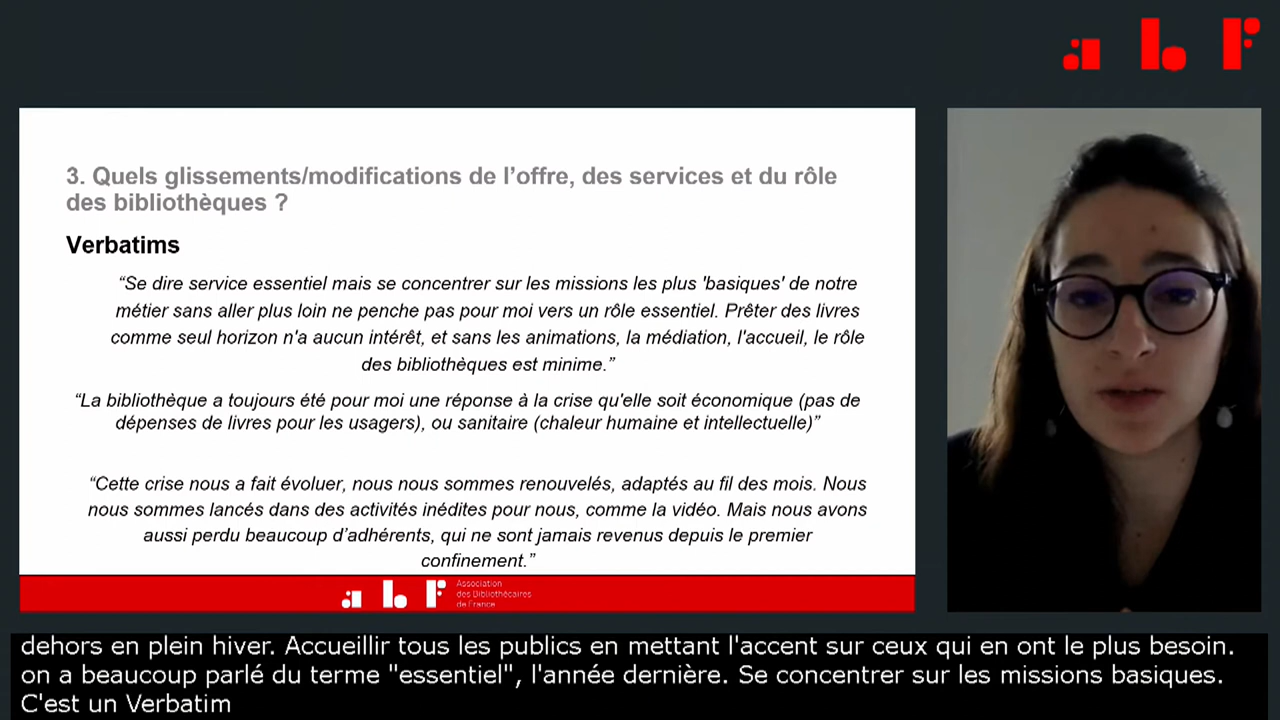 abf
3. Quels glissements/modifications de l'offre, des services et du rôle
des bibliothèques ?
Verbatims
“Se dire service essentiel mais se concentrer sur les missions les plus 'basiques' de notre
métier sans aller plus loin ne penche pas pour moi vers un rôle essentiel. Prêter des livres
comme seul horizon n'a aucun intérêt, et sans les animations, la médiation, l'accueil, le rôle
des bibliothèques est minime.”
“La bibliothèque a toujours été pour moi une réponse à la crise qu'elle soit économique (pas de
dépenses de livres pour les usagers), ou sanitaire (chaleur humaine et intellectuelle)”
“Cette crise nous a fait évoluer, nous nous sommes renouvelés, adaptés au fil des mois. Nous
nous sommes lancés dans des activités inédites pour nous, comme la vidéo. Mais nous avons
aussi perdu beaucoup d’adhérents, qui ne sont jamais revenus depuis le premier
confinement.”
abf
Association
des Bibliothécaires
de France
dehors en plein hiver. Accueillir tous les publics en mettant l'accent sur ceux qui en ont le plus besoin.
on a beaucoup parlé du terme "essentiel", l'année dernière. Se concentrer sur les missions basiques.
C'est un Verbatim